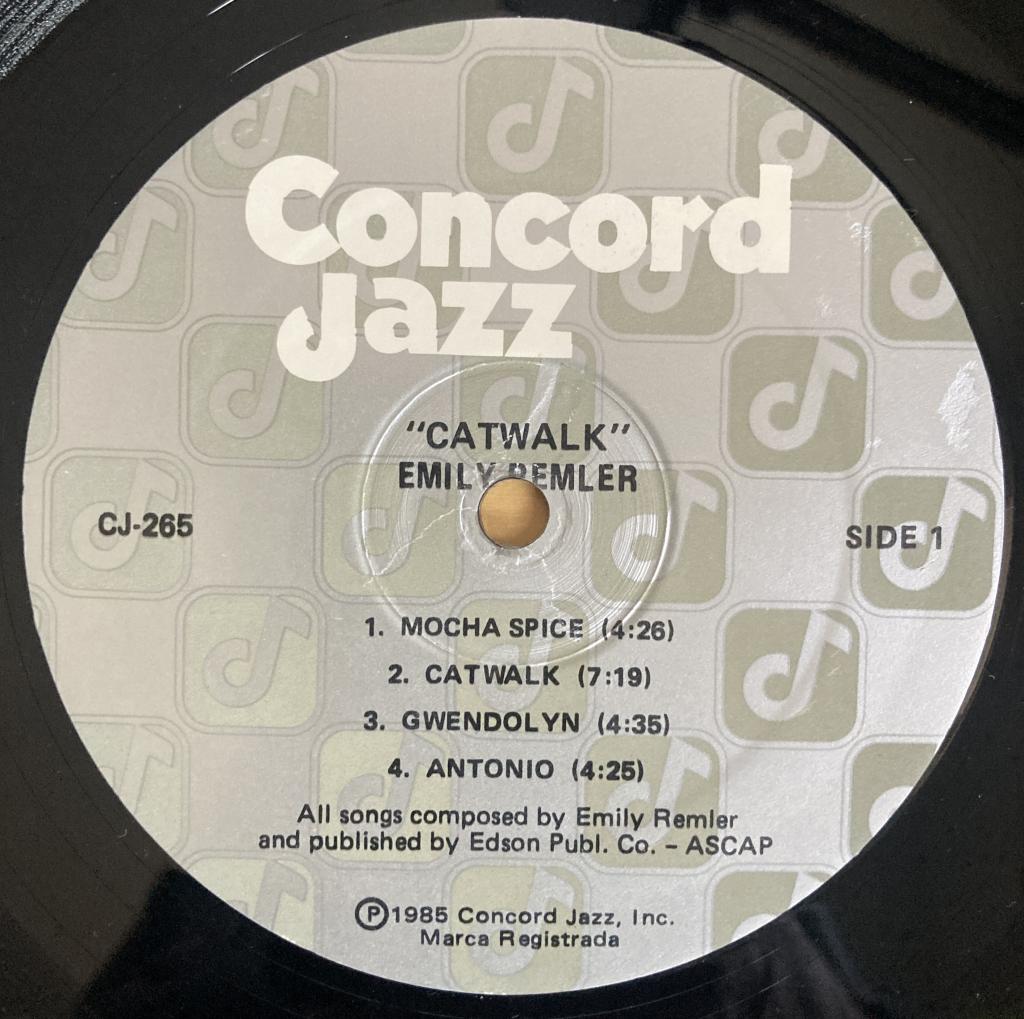 Concord
Jazz
"CATWALK"
EMILY REMLER
CJ-265
SIDE 1
1. MOCHA SPICE (4:26)
2. CATWALK (7:19)
3. GWENDOLYN (4:35)
4. ANTONIO (4:25)
All songs composed by Emily Remler
and published by Edson Publ. Co. – ASCAP
Ⓟ1985 Concord Jazz, Inc.
Marca Registrada